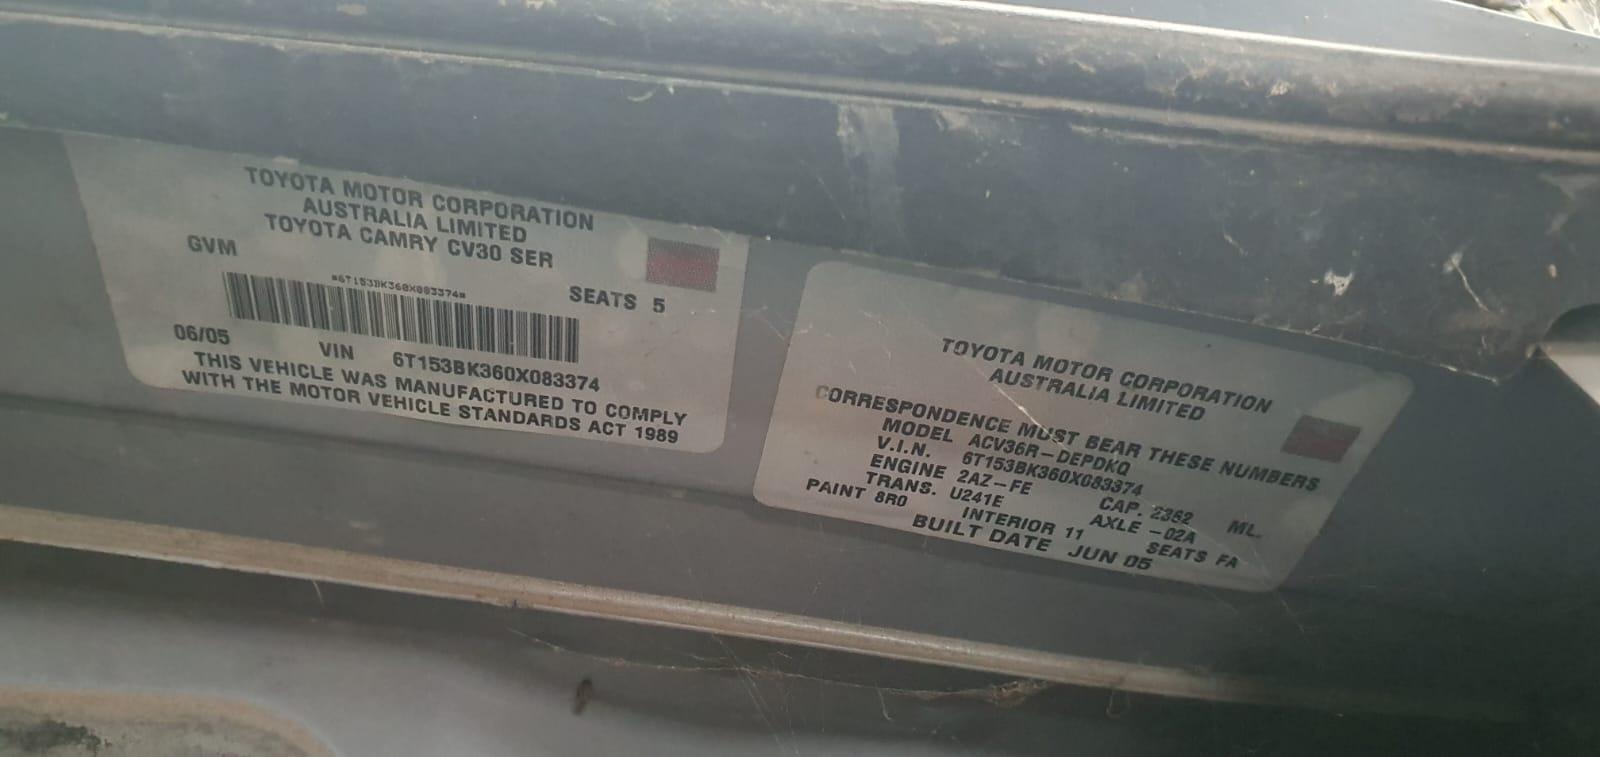 TOYOTA MOTOR CORPORATION
AUSTRALIA LIMITED
TOYOTA CAMRY CV30 SER
GVM
SEATS 5
*6T153BK360X083374*
06/05
VIN 6T153BK360X083374
THIS VEHICLE WAS MANUFACTURED TO COMPLY
WITH THE MOTOR VEHICLE STANDARDS ACT 1989
TOYOTA MOTOR CORPORATION
AUSTRALIA LIMITED
CORRESPONDENCE MUST BEAR THESE NUMBERS
MODEL ACV36R-DEPDKQ
V.I.N. 6T153BK360X083374
ENGINE 2AZ-FE CAP. 2362 ML.
TRANS. U241E AXLE -02A
PAINT 8R0 INTERIOR 11 SEATS FA
BUILT DATE JUN 05